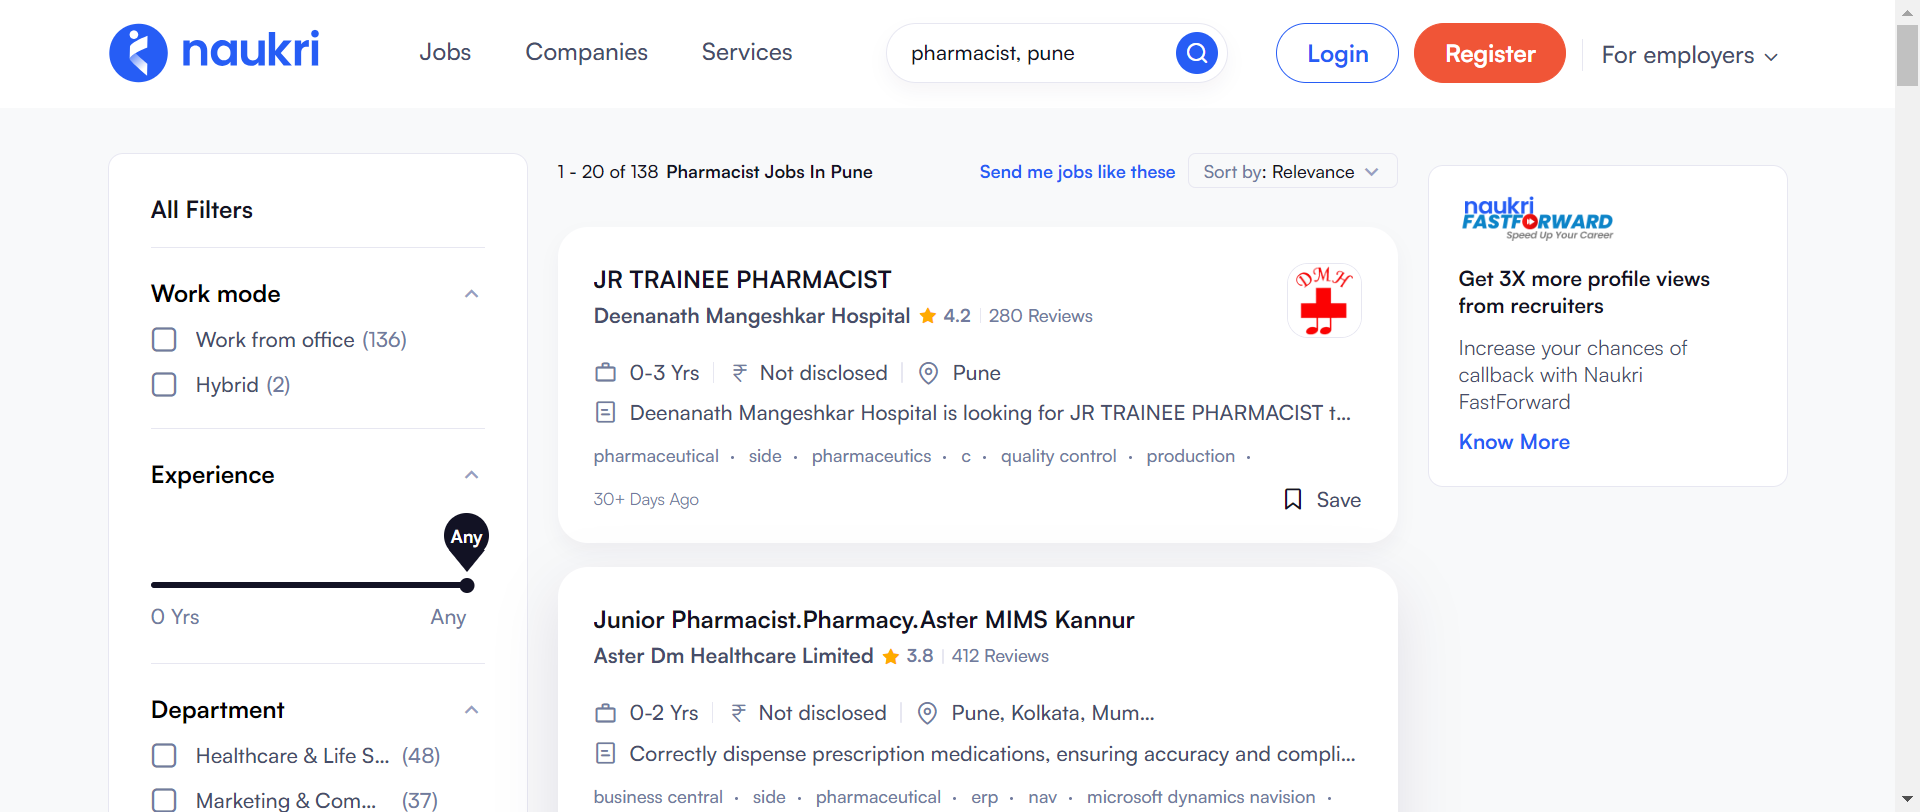 naukri
Jobs
Companies
Services
pharmacist, pune
Login
Register
For employers
All Filters
Work mode
Work from office (136)
Hybrid (2)
Experience
Any
0 Yrs
Any
Department
Healthcare & Life S... (48)
Marketing & Com... (37)
1 - 20 of 138 Pharmacist Jobs In Pune
Send me jobs like these
Sort by: Relevance
JR TRAINEE PHARMACIST
Deenanath Mangeshkar Hospital 4.2 280 Reviews
DMH
0-3 Yrs ₹ Not disclosed Pune
Deenanath Mangeshkar Hospital is looking for JR TRAINEE PHARMACIST t...
pharmaceutical · side · pharmaceutics · c · quality control · production ·
30+ Days Ago
Save
Junior Pharmacist.Pharmacy.Aster MIMS Kannur
Aster Dm Healthcare Limited 3.8 412 Reviews
0-2 Yrs ₹ Not disclosed Pune, Kolkata, Mum...
Correctly dispense prescription medications, ensuring accuracy and compli...
business central · side · pharmaceutical · erp · nav · microsoft dynamics navision ·
naukri
FASTFORWARD
Speed Up Your Career
Get 3X more profile views
from recruiters
Increase your chances of
callback with Naukri
FastForward
Know More